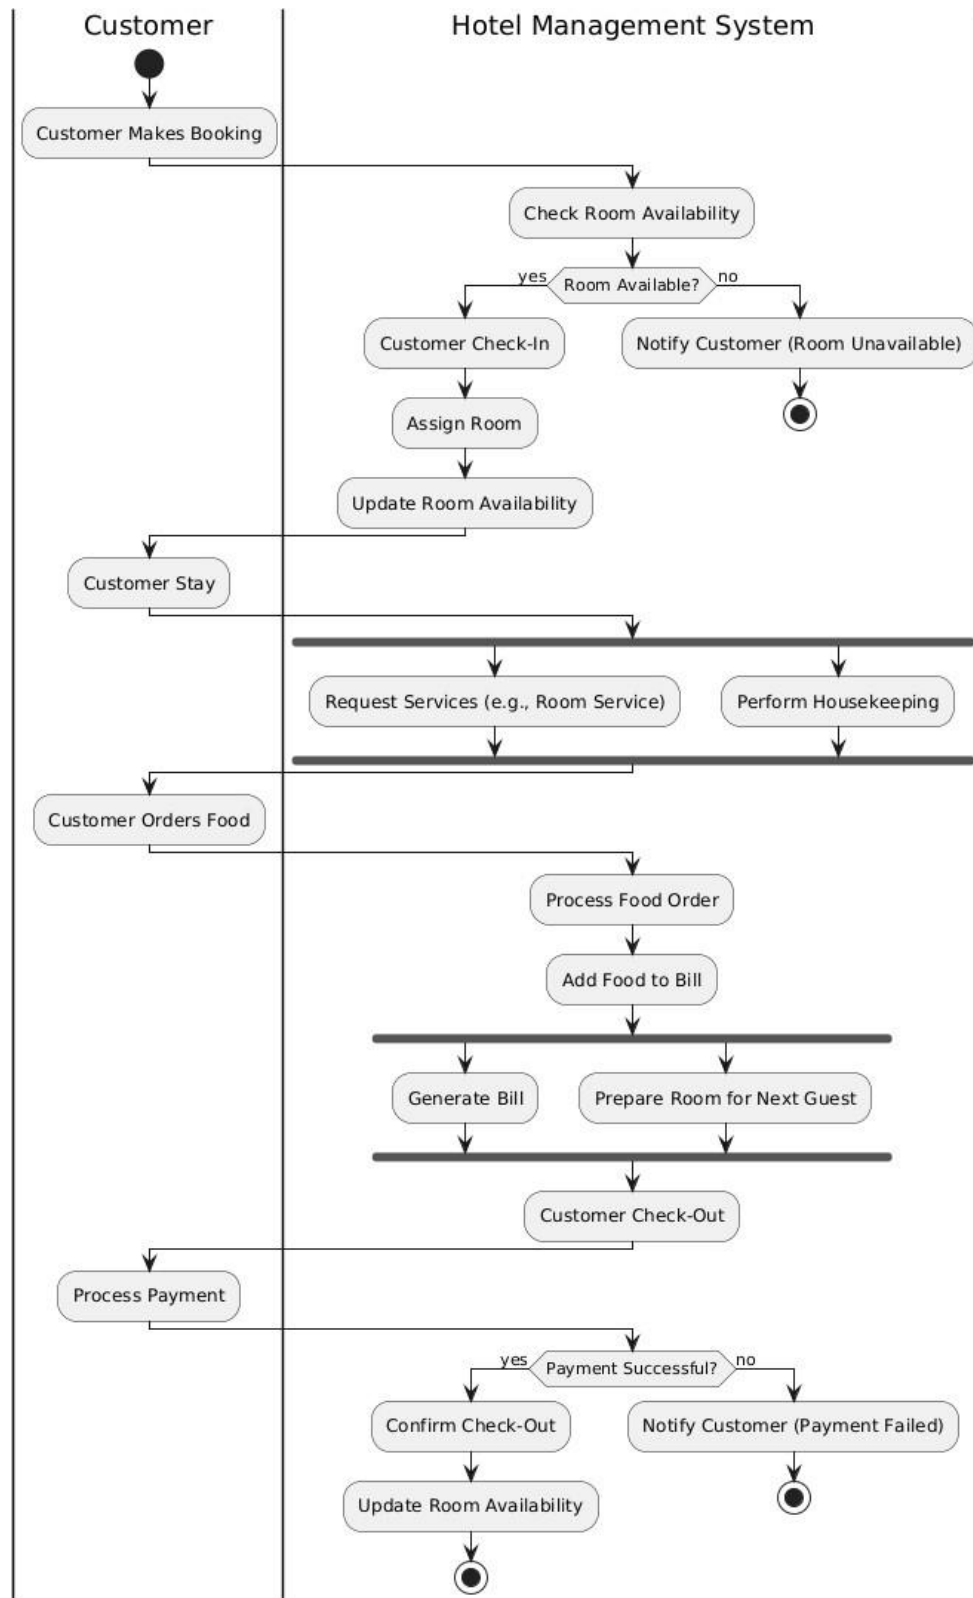 Customer
Hotel Management System
Customer Makes Booking
Check Room Availability
yes
Room Available?
no
Customer Check-In
Notify Customer (Room Unavailable)
Assign Room
Update Room Availability
Customer Stay
Request Services (e.g., Room Service)
Perform Housekeeping
Customer Orders Food
Process Food Order
Add Food to Bill
Generate Bill
Prepare Room for Next Guest
Customer Check-Out
Process Payment
yes
Payment Successful?
no
Confirm Check-Out
Notify Customer (Payment Failed)
Update Room Availability